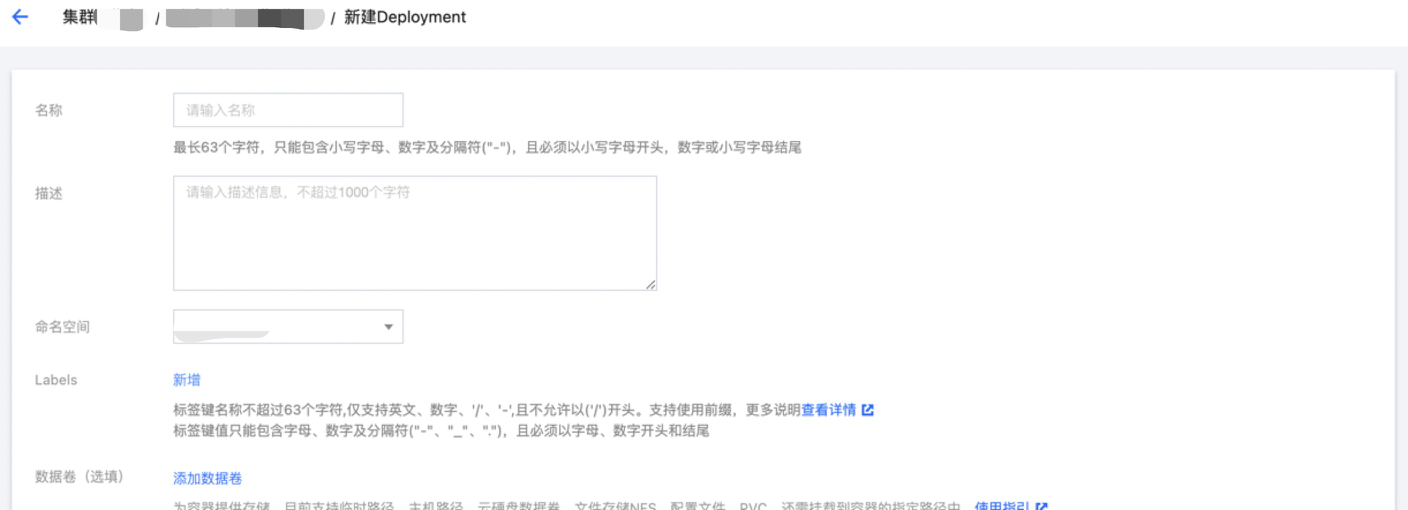 集群 / / 新建Deployment
名称
请输入名称
最长63个字符，只能包含小写字母、数字及分隔符("-")，且必须以小写字母开头，数字或小写字母结尾
描述
请输入描述信息，不超过1000个字符
命名空间
Labels
新增
标签键名称不超过63个字符,仅支持英文、数字、'/'、'-',且不允许以('/')开头。支持使用前缀，更多说明查看详情
标签键值只能包含字母、数字及分隔符("-"、"_"、".")，且必须以字母、数字开头和结尾
数据卷（选填）
添加数据卷
为容器提供存储，目前支持临时路径、主机路径、云硬盘数据卷、文件存储NFS、配置文件、PVC，还需挂载到容器的指定路径中。使用指引